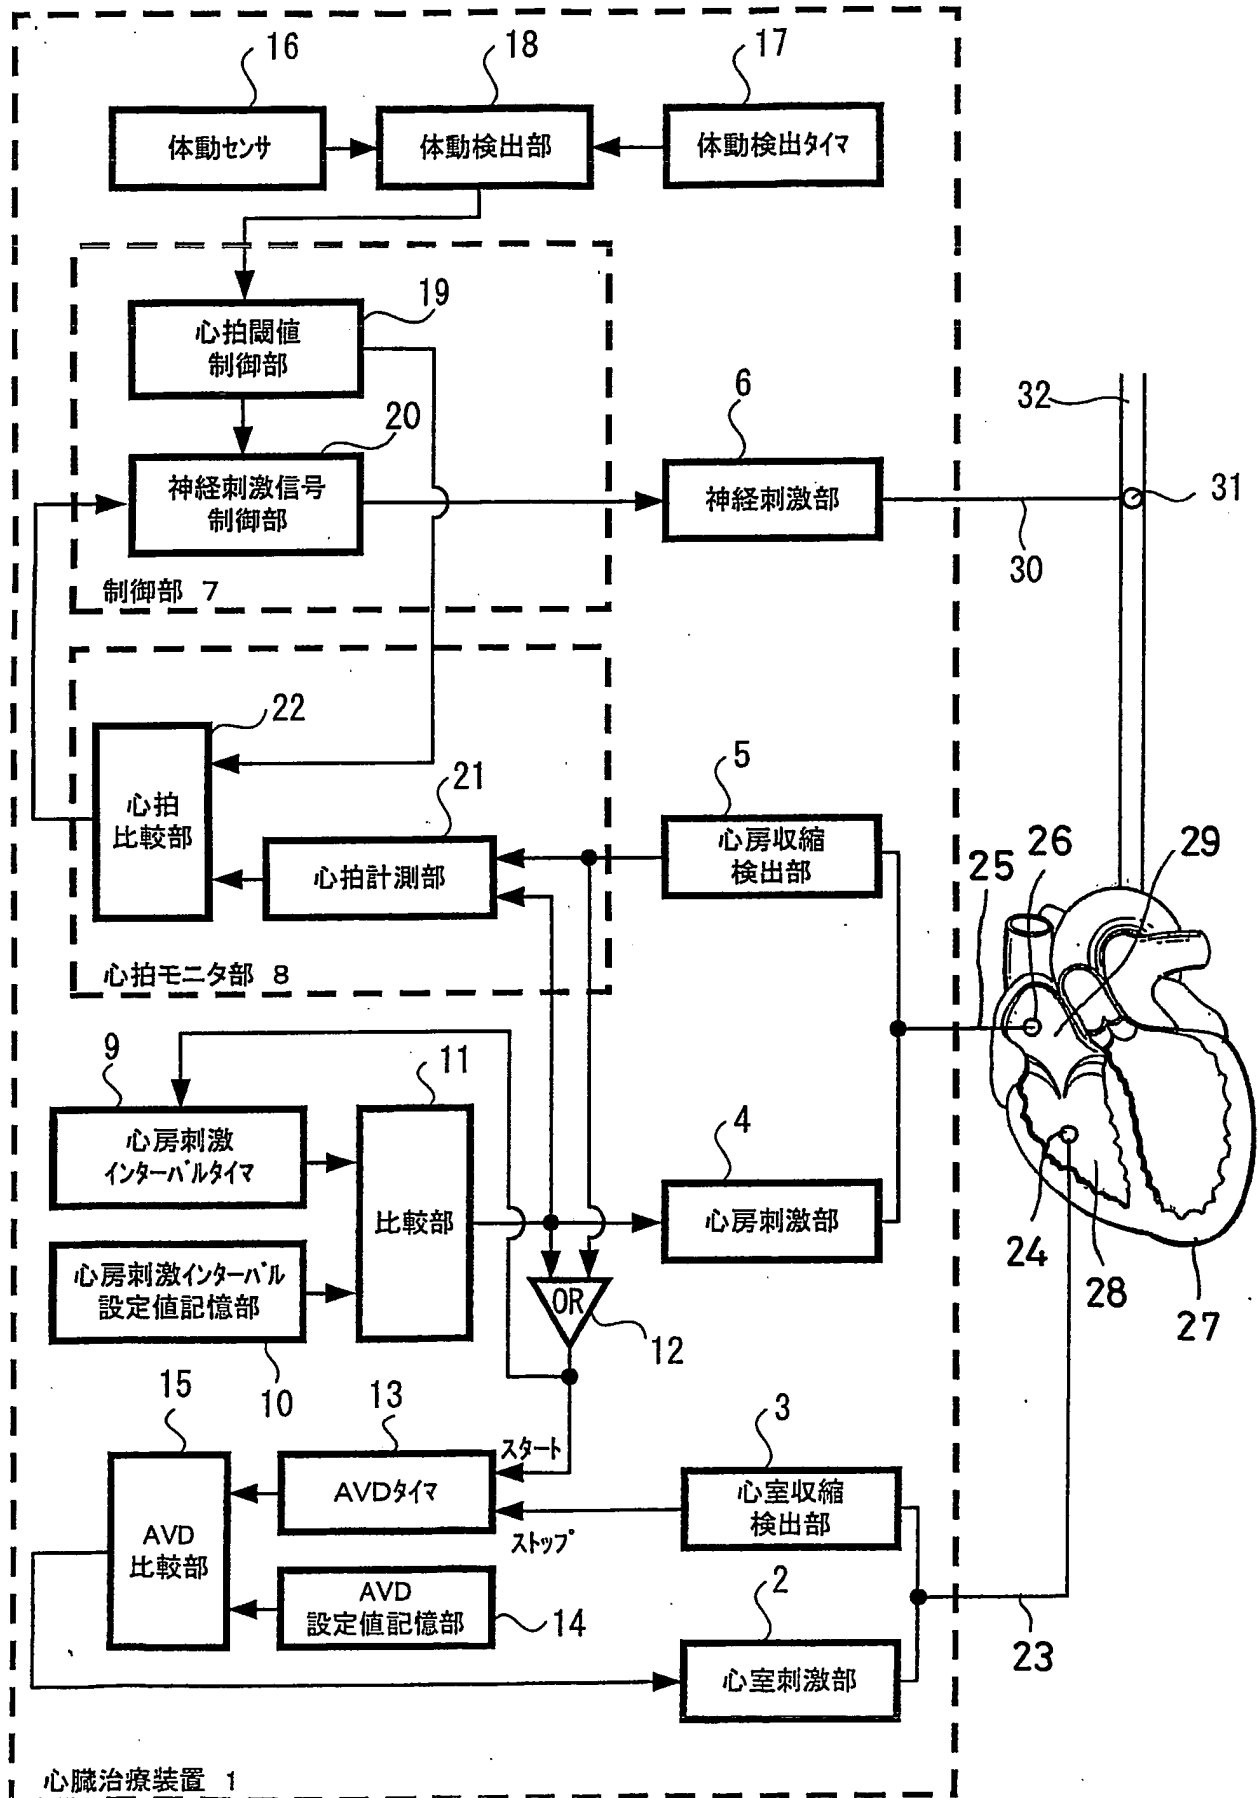 16
18
17
体動センサ
体動検出部
体動検出タイマ
19
心拍閾値
制御部
20
神経刺激信号
制御部
制御部 7
6
神経刺激部
32
31
30
22
心拍
比較部
21
心拍計測部
心拍モニタ部 8
5
心房収縮
検出部
25
26
29
9
心房刺激
インターバルタイマ
11
比較部
4
心房刺激部
心房刺激インターバル
設定値記憶部
10
OR
12
24
28
27
15
AVD
比較部
13
AVDタイマ
スタート
ストップ
3
心室収縮
検出部
AVD
設定値記憶部
14
2
心室刺激部
23
心臓治療装置 1